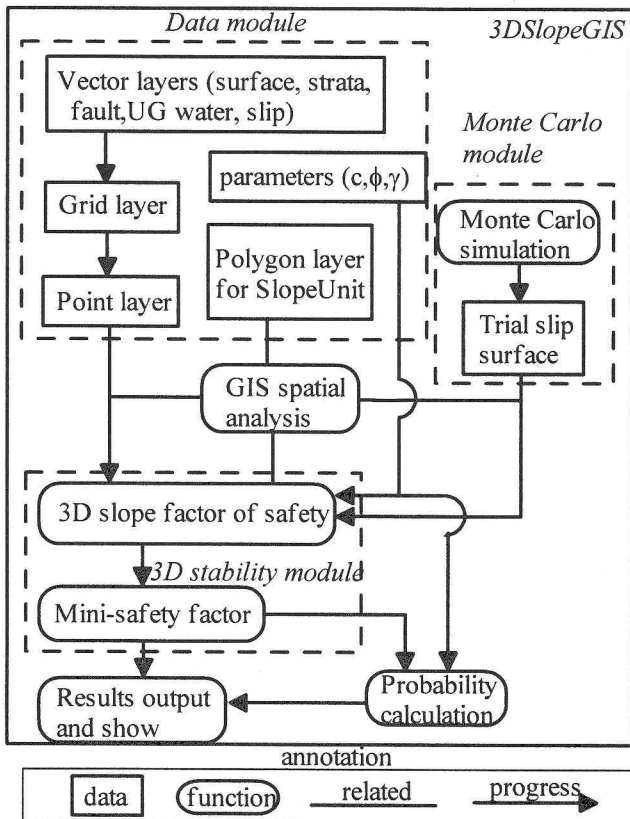 Data module
3DSlopeGIS
Vector layers (surface, strata,
fault,UG water, slip)
Monte Carlo
module
parameters (c,ϕ,γ)
Grid layer
Monte Carlo
simulation
Polygon layer
for SlopeUnit
Point layer
Trial slip
surface
GIS spatial
analysis
3D slope factor of safety
3D stability module
Mini-safety factor
Results output
and show
Probability
calculation
annotation
data
function
related
progress